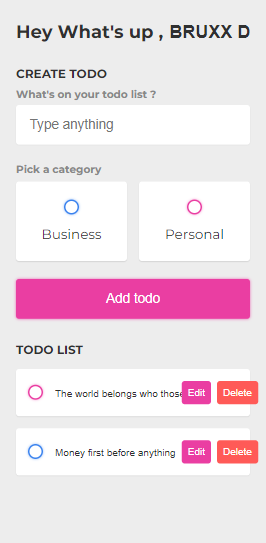 Hey What's up , BRUXX D
CREATE TODO
What's on your todo list ?
Type anything
Pick a category
Business Personal
Add todo
TODO LIST
The world belongs who those Edit Delete
Money first before anything Edit Delete